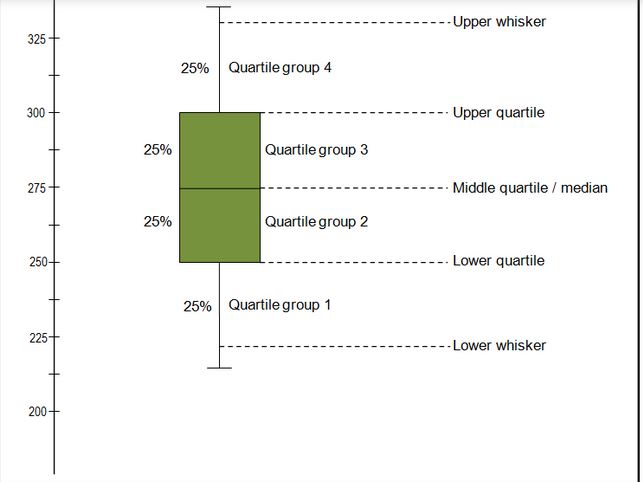 Upper whisker
325
25% Quartile group 4
300
Upper quartile
25% Quartile group 3
275
Middle quartile / median
25% Quartile group 2
250
Lower quartile
25% Quartile group 1
225
Lower whisker
200